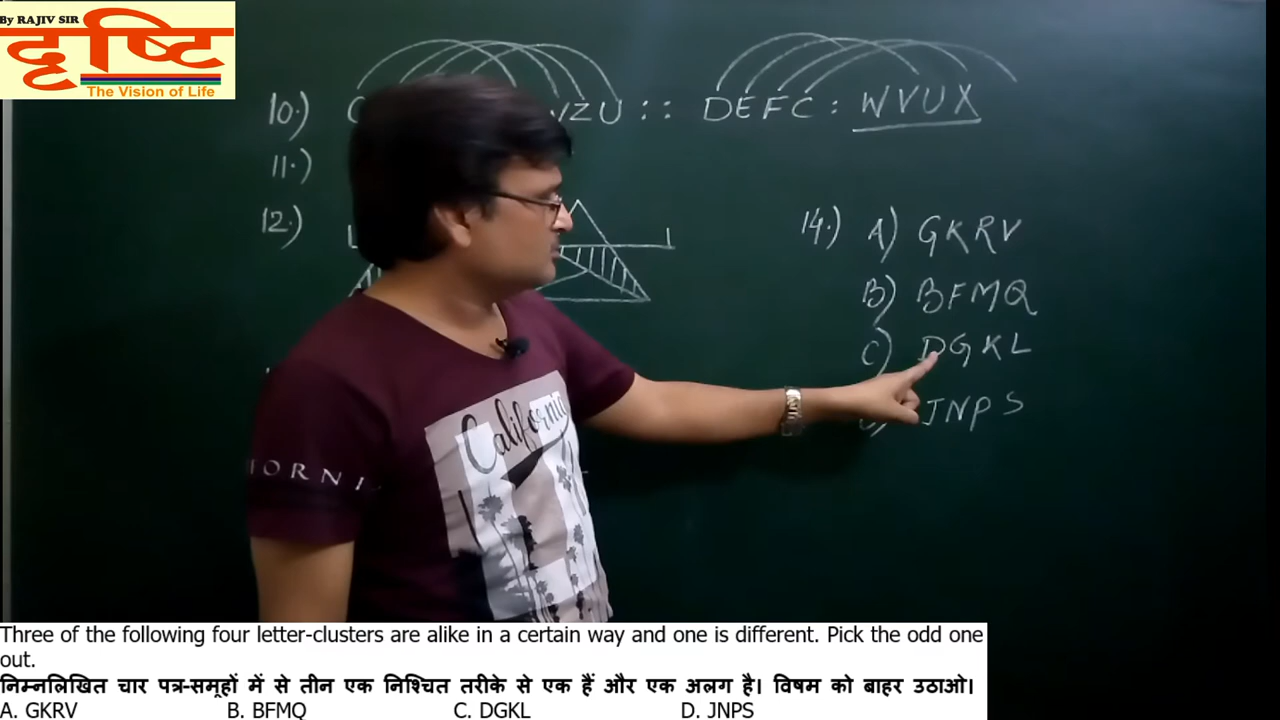 By RAJIV SIR
दृष्टि
The Vision of Life
10.) ZU :: DEFC : WVUX
11.)
12.)
14.) A) GKRV
B) BFMQ
C) DGKL
JNPS
California
ORNI
Three of the following four letter-clusters are alike in a certain way and one is different. Pick the odd one
out.
निम्नलिखित चार पत्र-समूहों में से तीन एक निश्चित तरीके से एक हैं और एक अलग है। विषम को बाहर उठाओ।
A. GKRV B. BFMQ C. DGKL D. JNPS